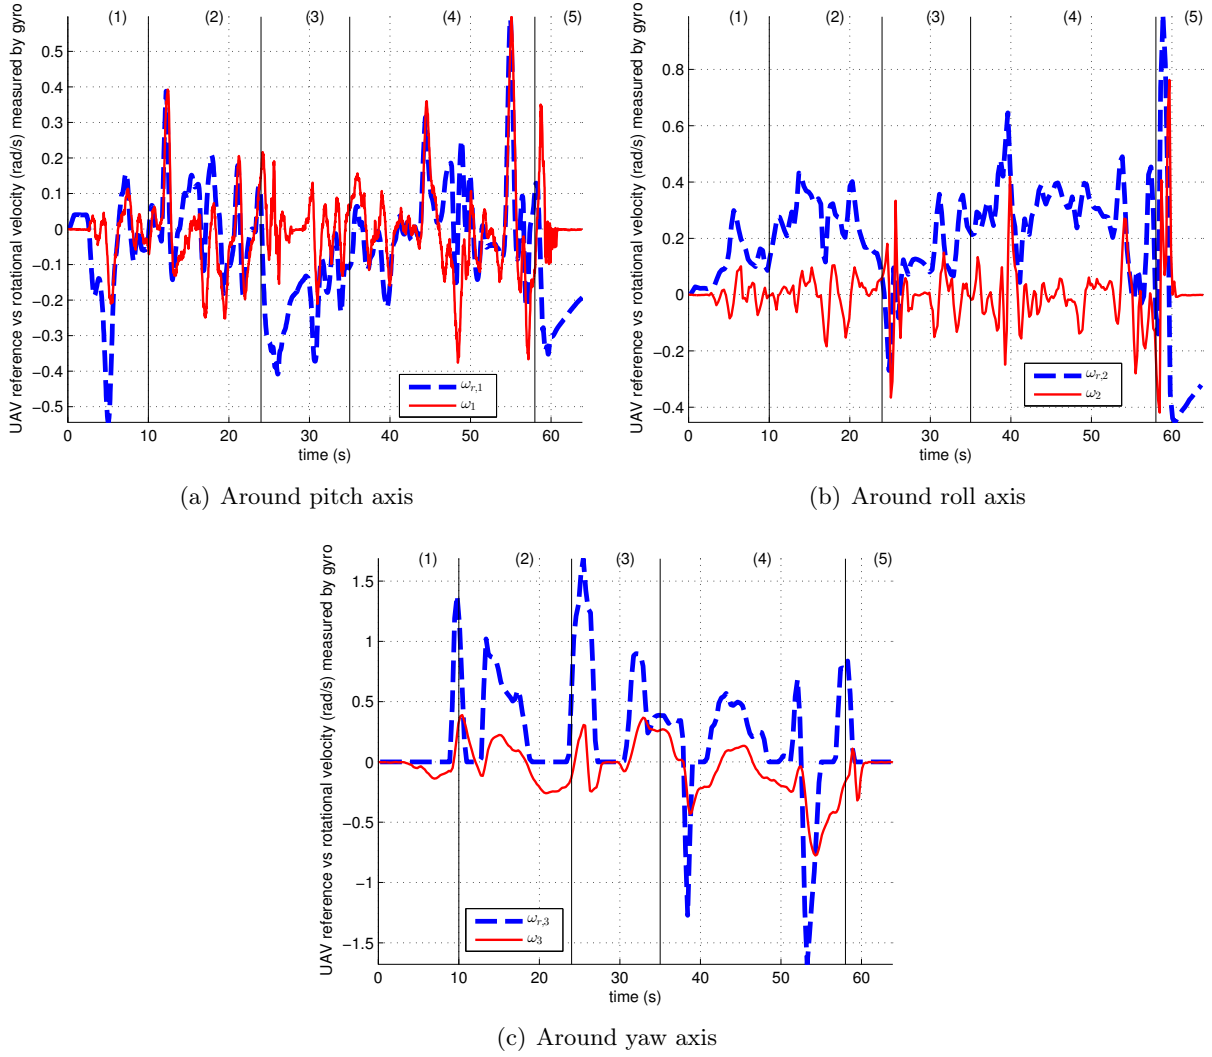 (1) (2) (3) (4) (5)
UAV reference vs rotational velocity (rad/s) measured by gyro
0.5
0.4
0.3
0.2
0.1
0
−0.1
−0.2
−0.3
−0.4
−0.5
ωr,1
ω1
0 10 20 30 40 50 60
time (s)
(a) Around pitch axis
(1) (2) (3) (4) (5)
UAV reference vs rotational velocity (rad/s) measured by gyro
0.8
0.6
0.4
0.2
0
−0.2
−0.4
ωr,2
ω2
0 10 20 30 40 50 60
time (s)
(b) Around roll axis
(1) (2) (3) (4) (5)
UAV reference vs rotational velocity (rad/s) measured by gyro
1.5
1
0.5
0
−0.5
−1
−1.5
ωr,3
ω3
0 10 20 30 40 50 60
time (s)
(c) Around yaw axis